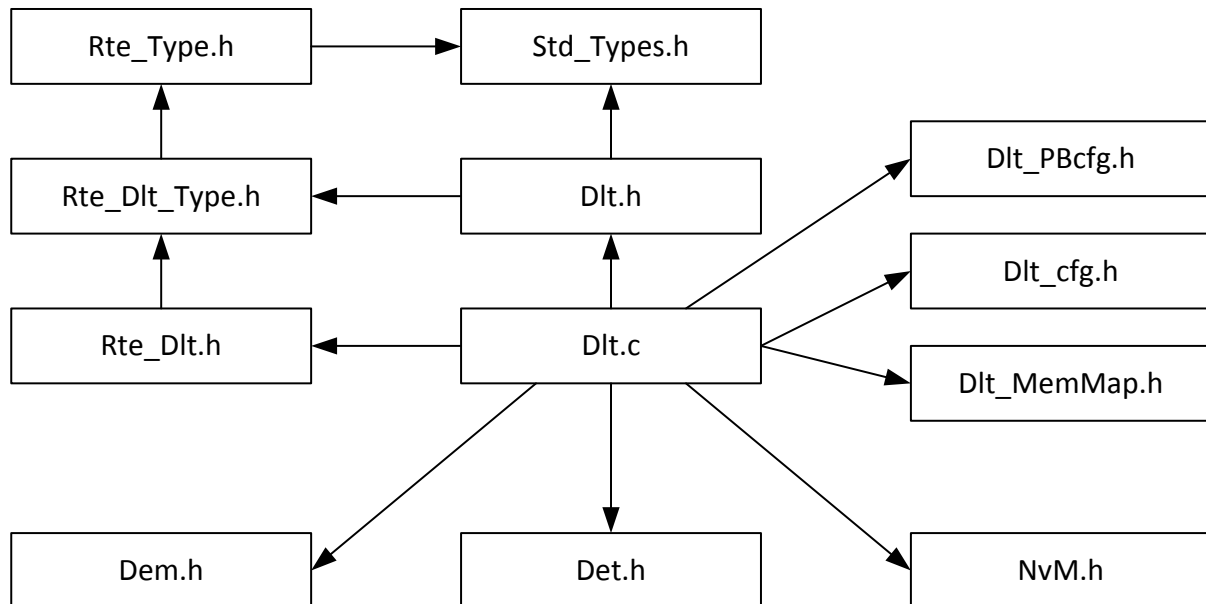 Rte_Type.h
Std_Types.h
Dlt_PBcfg.h
Rte_Dlt_Type.h
Dlt.h
Dlt_cfg.h
Rte_Dlt.h
Dlt.c
Dlt_MemMap.h
Dem.h
Det.h
NvM.h